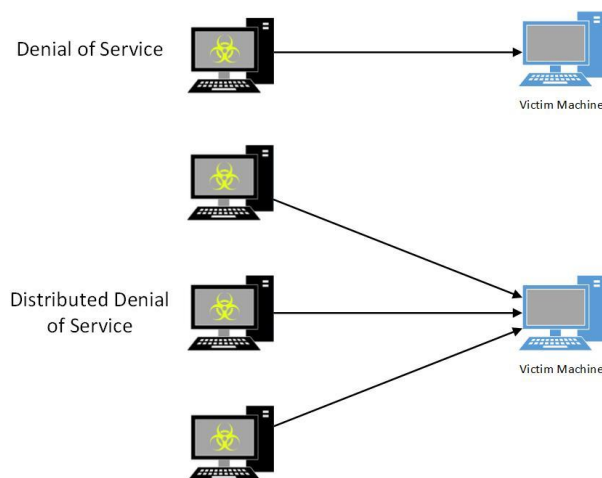 Denial of Service
Victim Machine
Distributed Denial
of Service
Victim Machine